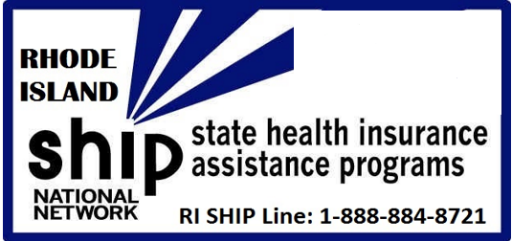 RHODE
ISLAND
ship
state health insurance
assistance programs
NATIONAL
NETWORK
RI SHIP Line: 1-888-884-8721